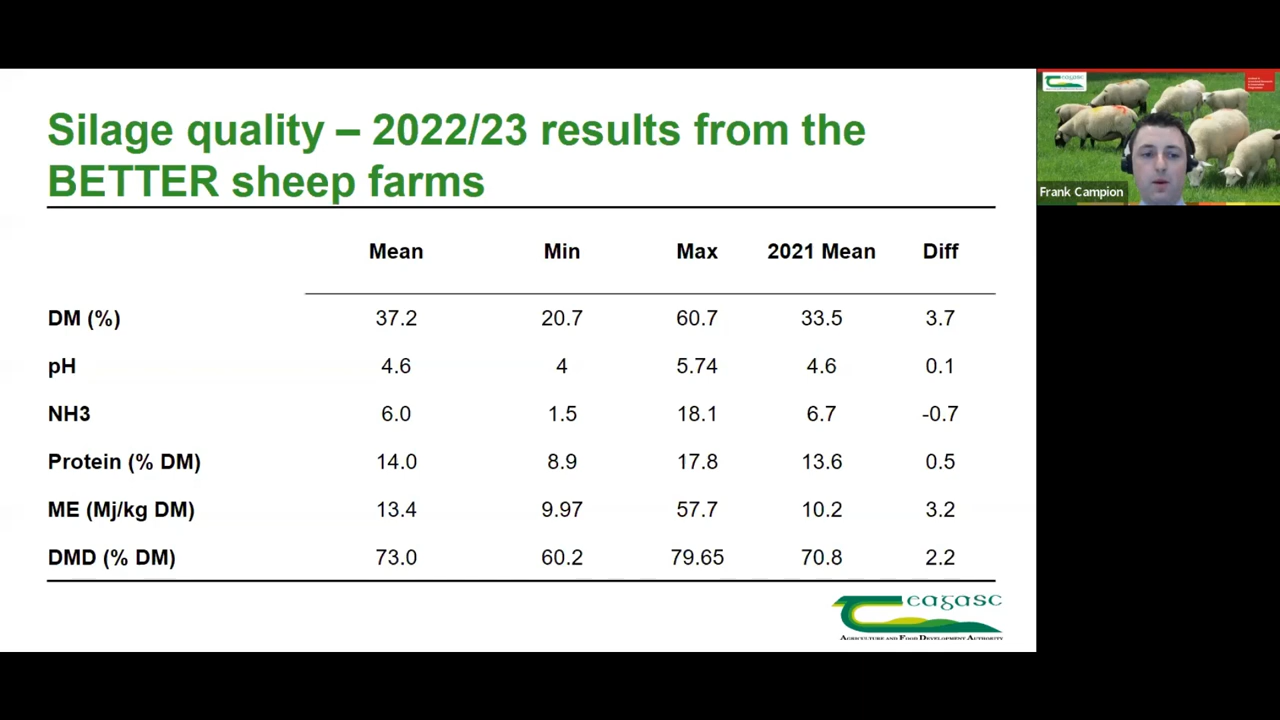 Silage quality – 2022/23 results from the
BETTER sheep farms
Mean Min Max 2021 Mean Diff
DM (%) 37.2 20.7 60.7 33.5 3.7
pH 4.6 4 5.74 4.6 0.1
NH3 6.0 1.5 18.1 6.7 -0.7
Protein (% DM) 14.0 8.9 17.8 13.6 0.5
ME (Mj/kg DM) 13.4 9.97 57.7 10.2 3.2
DMD (% DM) 73.0 60.2 79.65 70.8 2.2
eagasc
AGRICULTURE AND FOOD DEVELOPMENT AUTHORITY
Frank Campion